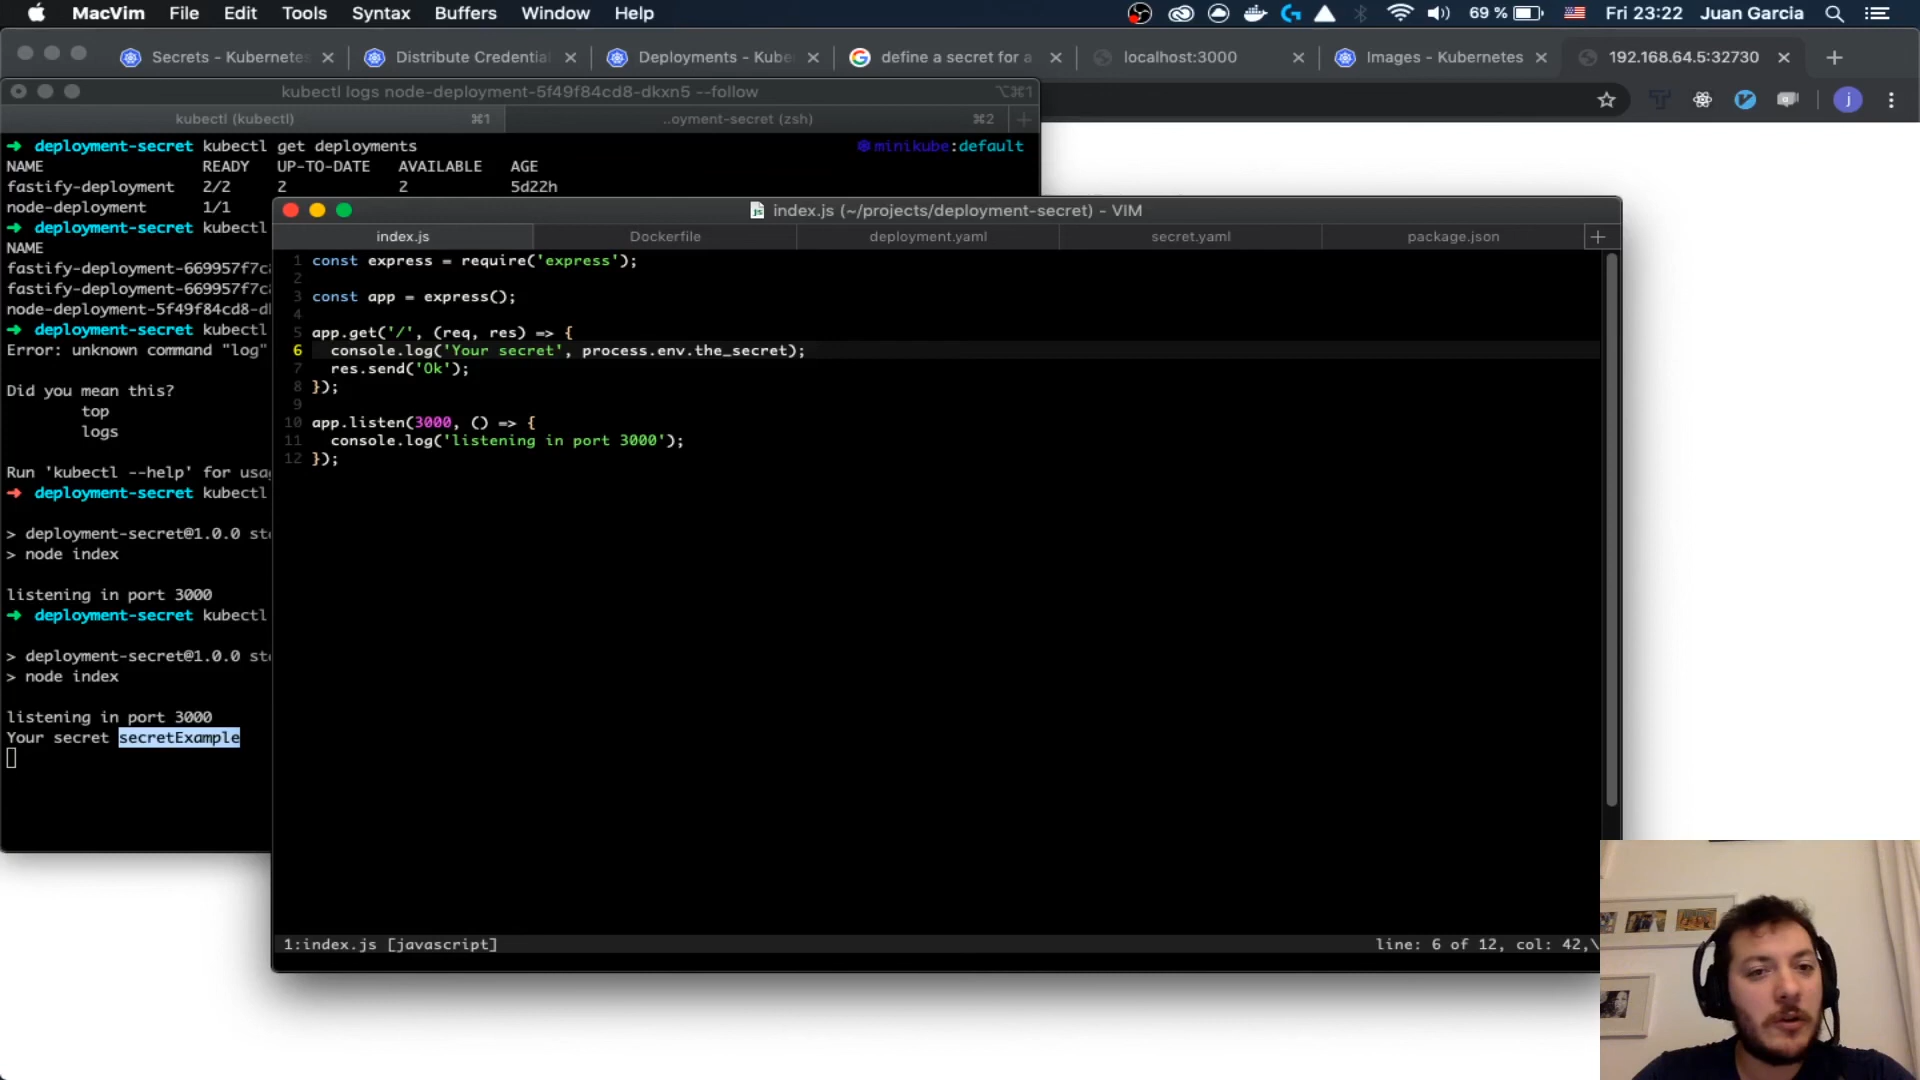 MacVim File Edit Tools Syntax Buffers Window Help 69 % Fri 23:22 Juan Garcia
Secrets - Kubernetes Distribute Credential Deployments - Kube define a secret for a localhost:3000 Images - Kubernetes 192.168.64.5:32730
kubectl logs node-deployment-5f49f84cd8-dkxn5 --follow ⌥⌘1
kubectl (kubectl) ⌘1 ..oyment-secret (zsh) ⌘2
j
➜ deployment-secret kubectl get deployments minikube:default
NAME READY UP-TO-DATE AVAILABLE AGE
fastify-deployment 2/2 2 2 5d22h
node-deployment 1/1
➜ deployment-secret kubectl
NAME
fastify-deployment-669957f7c
fastify-deployment-669957f7c
node-deployment-5f49f84cd8-d
➜ deployment-secret kubectl
Error: unknown command "log"
Did you mean this?
top
logs
Run 'kubectl --help' for usa
➜ deployment-secret kubectl
> deployment-secret@1.0.0 st
> node index
listening in port 3000
➜ deployment-secret kubectl
> deployment-secret@1.0.0 st
> node index
listening in port 3000
Your secret secretExample
index.js (~/projects/deployment-secret) - VIM
index.js Dockerfile deployment.yaml secret.yaml package.json
1 const express = require('express');
2
3 const app = express();
4
5 app.get('/', (req, res) => {
6 console.log('Your secret', process.env.the_secret);
7 res.send('Ok');
8 });
9
10 app.listen(3000, () => {
11 console.log('listening in port 3000');
12 });
1:index.js [javascript] line: 6 of 12, col: 42,\